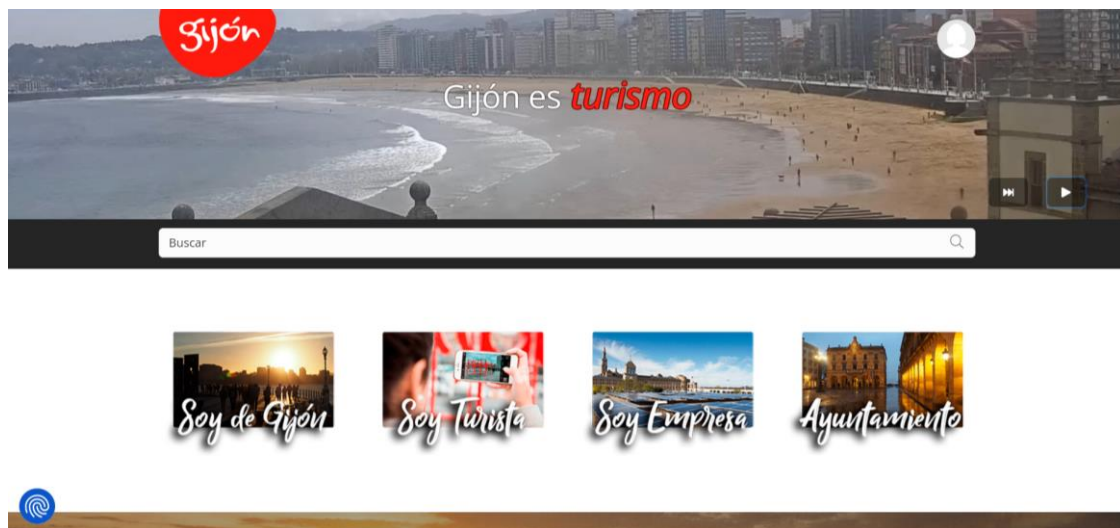 gijón
Gijón es turismo
Buscar
Soy de Gijón
Soy Turista
Soy Empresa
Ayuntamiento